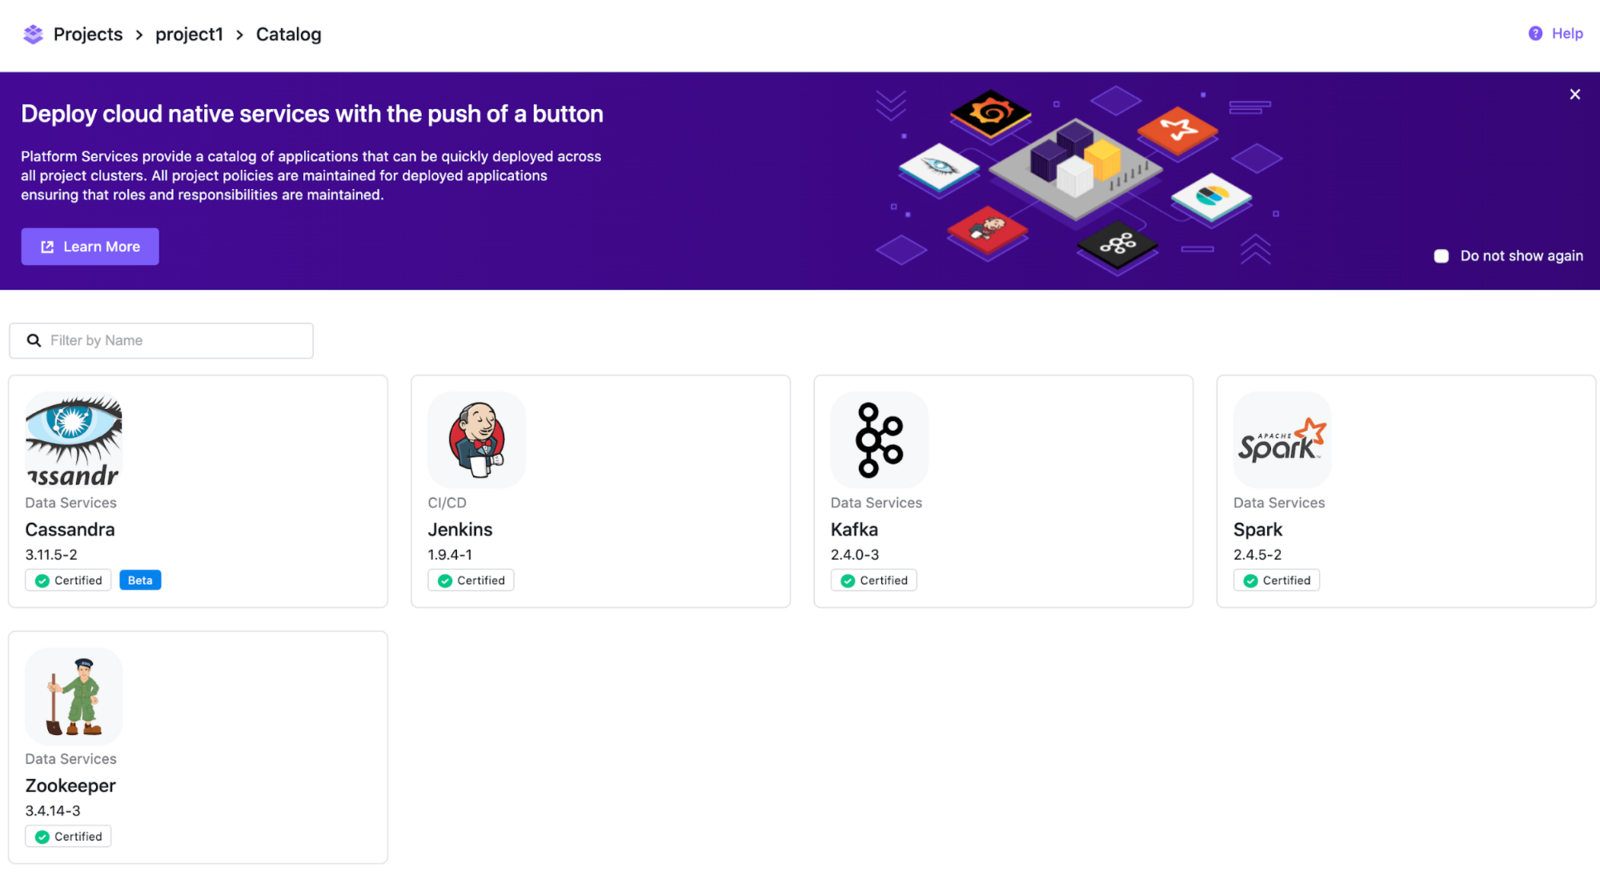 Projects > project1 > Catalog
Help
Deploy cloud native services with the push of a button
Platform Services provide a catalog of applications that can be quickly deployed across
all project clusters. All project policies are maintained for deployed applications
ensuring that roles and responsibilities are maintained.
Learn More
Do not show again
Filter by Name
assandr
Data Services
Cassandra
3.11.5-2
Certified
Beta
CI/CD
Jenkins
1.9.4-1
Certified
Data Services
Kafka
2.4.0-3
Certified
APACHE
Spark
Data Services
Spark
2.4.5-2
Certified
Data Services
Zookeeper
3.4.14-3
Certified